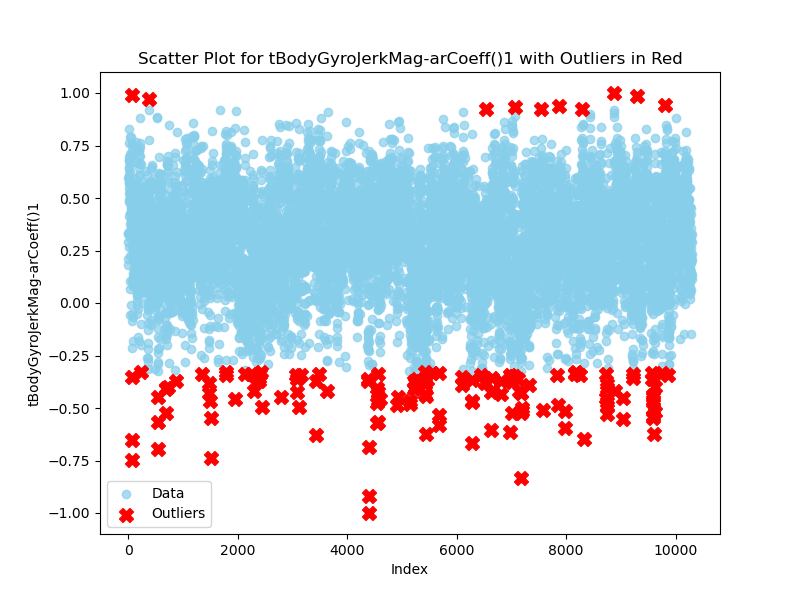 Scatter Plot for tBodyGyroJerkMag-arCoeff()1 with Outliers in Red
tBodyGyroJerkMag-arCoeff()1
1.00
0.75
0.50
0.25
0.00
−0.25
−0.50
−0.75
−1.00
Data
Outliers
0 2000 4000 6000 8000 10000
Index